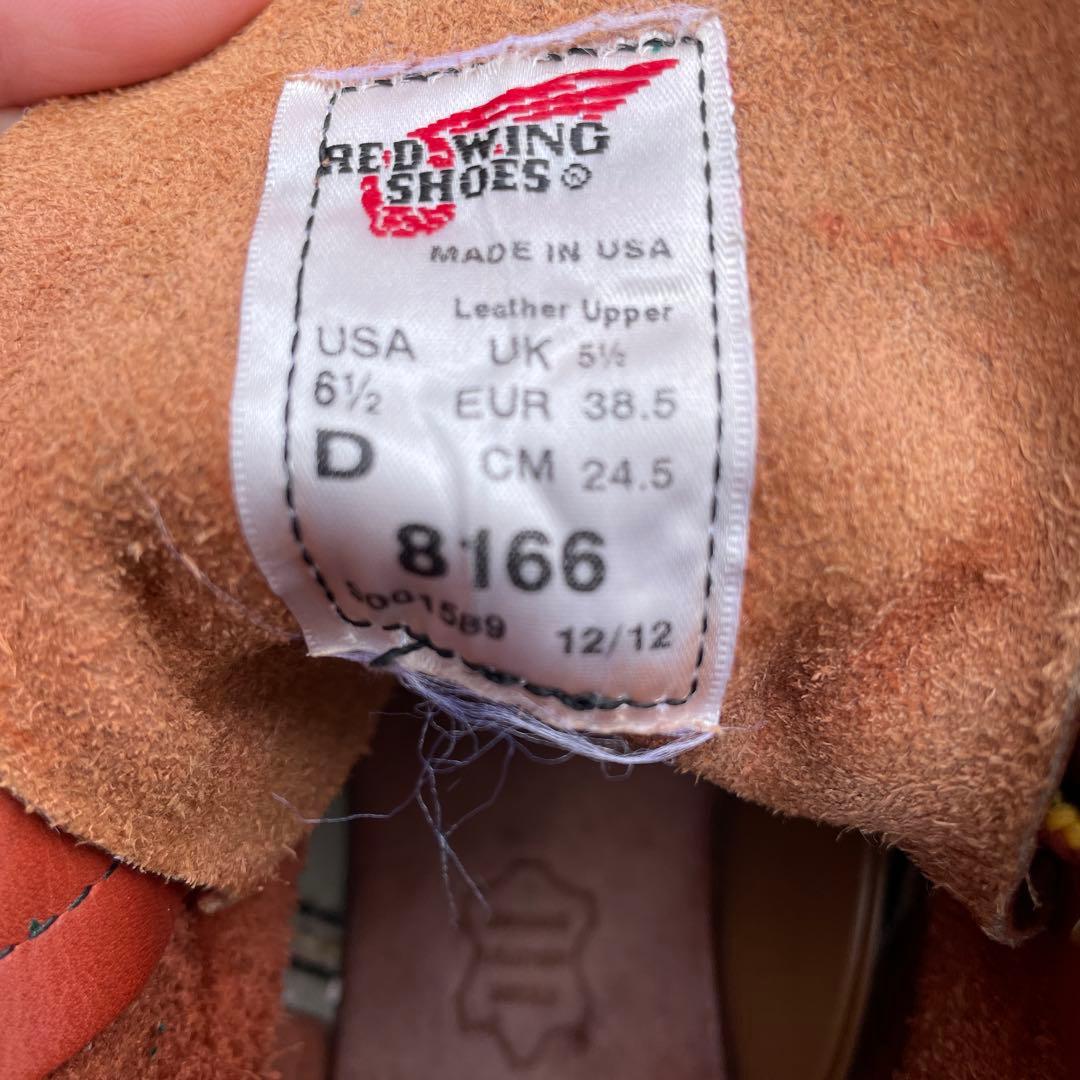 RED WING
SHOES®
MADE IN USA
Leather Upper
USA UK 5½
6½ EUR 38.5
D CM 24.5
8166
12/12